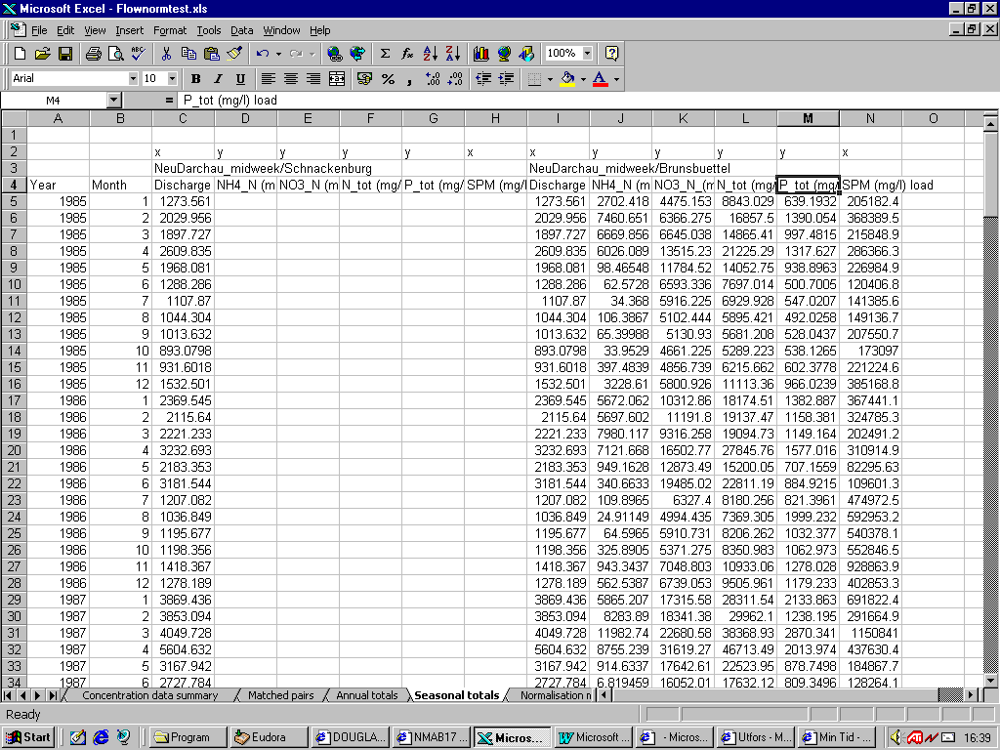 Microsoft Excel - Flownormtest.xls
File Edit View Insert Format Tools Data Window Help
100%
Arial 10 B I U
M4 = P_tot (mg/l) load
A B C D E F G H I J K L M N O
1
2 x y y y y x x y y y y x
3 NeuDarchau_midweek/Schnackenburg NeuDarchau_midweek/Brunsbuettel
4 Year Month Discharge NH4_N (m NO3_N (m N_tot (mg/ P_tot (mg/ SPM (mg/l Discharge NH4_N (m NO3_N_(m N_tot (mg/ P_tot (mg/ SPM (mg/l) load
5 1985 1 1273.561 1273.561 2702.418 4475.153 8843.029 639.1932 205182.4
6 1985 2 2029.956 2029.956 7460.651 6366.275 16857.5 1390.054 368389.5
7 1985 3 1897.727 1897.727 6669.856 6645.038 14865.41 997.4815 215848.9
8 1985 4 2609.835 2609.835 6026.089 13515.23 21225.29 1317.627 286366.3
9 1985 5 1968.081 1968.081 98.46548 11784.52 14052.75 938.8963 226984.9
10 1985 6 1288.286 1288.286 62.5728 6593.336 7697.014 500.7005 120406.8
11 1985 7 1107.87 1107.87 34.368 5916.225 6929.928 547.0207 141385.6
12 1985 8 1044.304 1044.304 106.3867 5102.444 5895.421 492.0258 149136.7
13 1985 9 1013.632 1013.632 65.39988 5130.93 5681.208 528.0437 207550.7
14 1985 10 893.0798 893.0798 33.9529 4661.225 5289.223 538.1265 173097
15 1985 11 931.6018 931.6018 397.4839 4856.739 6215.662 602.3778 221224.6
16 1985 12 1532.501 1532.501 3228.61 5800.926 11113.36 966.0239 385168.8
17 1986 1 2369.545 2369.545 5672.062 10312.86 18174.51 1382.887 367441.1
18 1986 2 2115.64 2115.64 5697.602 11191.8 19137.47 1158.381 324785.3
19 1986 3 2221.233 2221.233 7980.117 9316.258 19094.73 1149.164 202491.2
20 1986 4 3232.693 3232.693 7121.668 16502.77 27845.76 1577.016 310914.9
21 1986 5 2183.353 2183.353 949.1628 12873.49 15200.05 707.1559 82295.63
22 1986 6 3181.544 3181.544 340.6633 19485.02 22811.19 884.9215 109601.3
23 1986 7 1207.082 1207.082 109.8965 6327.4 8180.256 821.3961 474972.5
24 1986 8 1036.849 1036.849 24.91149 4994.435 7369.305 1999.232 592953.2
25 1986 9 1195.677 1195.677 64.5965 5910.731 8206.262 1032.377 540378.1
26 1986 10 1198.356 1198.356 325.8905 5371.275 8350.983 1062.973 552846.5
27 1986 11 1418.367 1418.367 943.3437 7048.803 10933.06 1278.028 928863.9
28 1986 12 1278.189 1278.189 562.5387 6739.053 9505.961 1179.233 402853.3
29 1987 1 3869.436 3869.436 5865.207 17315.58 28311.54 2133.863 691822.4
30 1987 2 3853.094 3853.094 8283.89 18341.38 29962.1 1238.195 291664.9
31 1987 3 4049.728 4049.728 11982.74 22680.58 38368.93 2870.341 1150841
32 1987 4 5604.632 5604.632 8755.239 31619.27 46713.49 2013.974 437630.4
33 1987 5 3167.942 3167.942 914.6337 17642.61 22523.95 878.7498 184867.7
34 1987 6 2727.784 2727.784 6.819459 16052.01 17632.12 809.3496 128264.1
Concentration data summary Matched pairs Annual totals Seasonal totals Normalisation n
Ready
Start Program Eudora DOUGLA... NMAB17 ... Micros... Microsoft ... - Micros... Utfors - M... Min Tid - ... 16:39